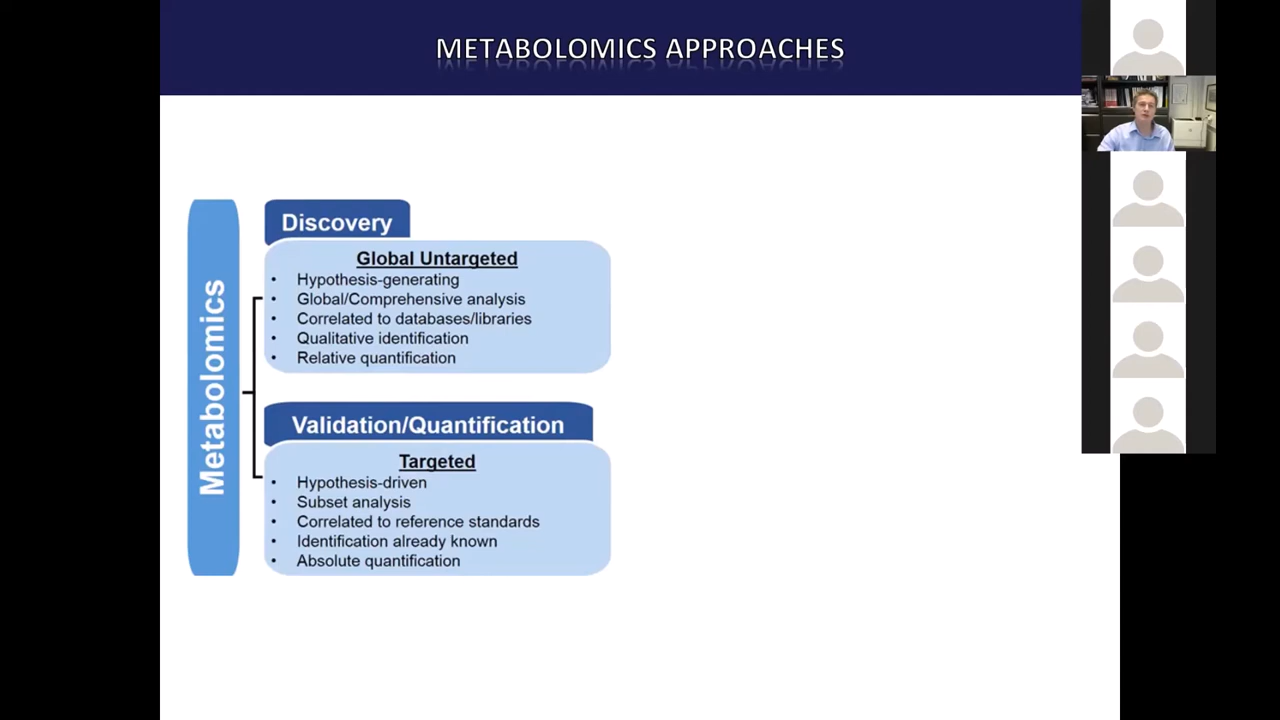 METABOLOMICS APPROACHES
Metabolomics
Discovery
Global Untargeted
• Hypothesis-generating
• Global/Comprehensive analysis
• Correlated to databases/libraries
• Qualitative identification
• Relative quantification
Validation/Quantification
Targeted
• Hypothesis-driven
• Subset analysis
• Correlated to reference standards
• Identification already known
• Absolute quantification